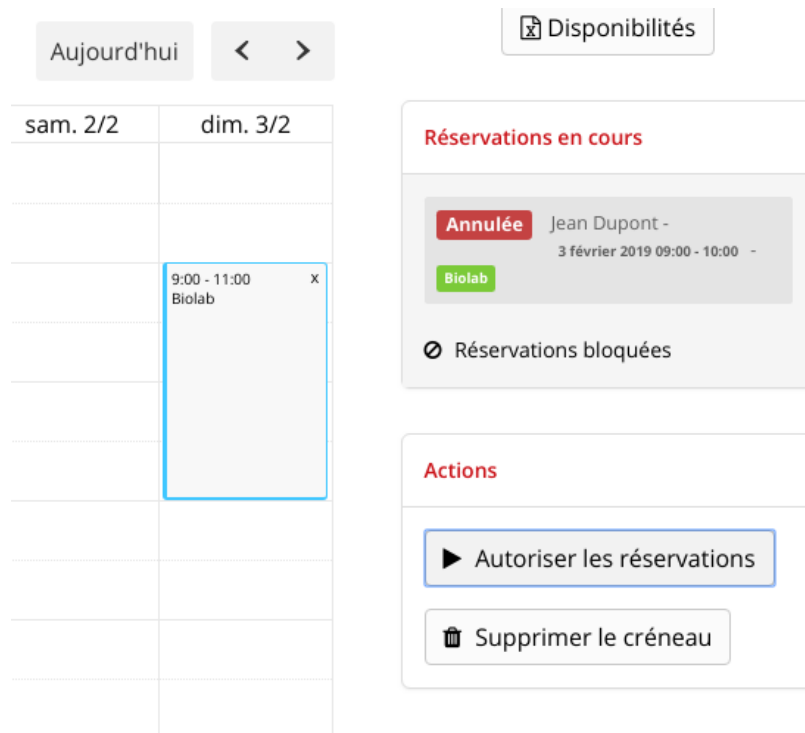 Aujourd'hui
sam. 2/2
dim. 3/2
9:00 - 11:00 x
Biolab
Disponibilités
Réservations en cours
Annulée Jean Dupont -
3 février 2019 09:00 - 10:00 -
Biolab
Réservations bloquées
Actions
Autoriser les réservations
Supprimer le créneau